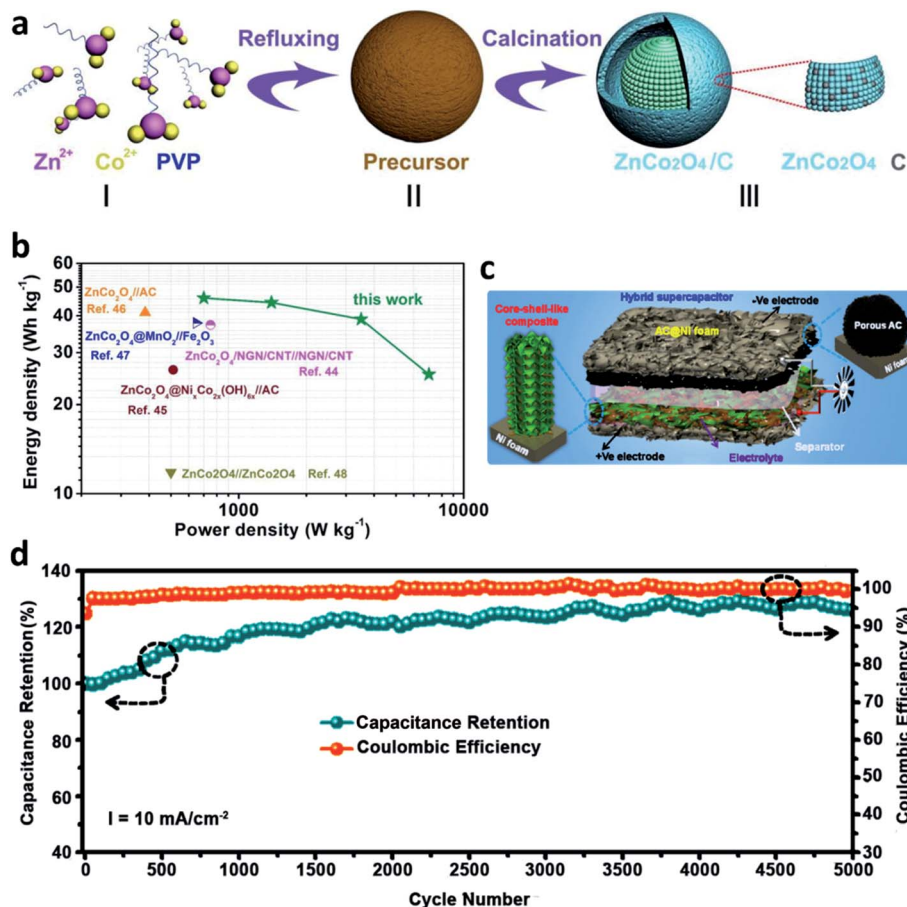 a
Refluxing
Calcination
Zn²⁺ Co²⁺ PVP
Precursor
ZnCo₂O₄/C
ZnCo₂O₄ C
I
II
III
b
Energy density (Wh kg⁻¹)
60
50
40
30
20
10
ZnCo₂O₄//AC
Ref. 46
ZnCo₂O₄@MnO₂//Fe₂O₃
Ref. 47
ZnCo₂O₄/NGN/CNT//NGN/CNT
Ref. 44
ZnCo₂O₄@NiₓCo₂ₓ(OH)₆ₓ//AC
Ref. 45
ZnCo2O4//ZnCo2O4 Ref. 48
this work
1000
10000
Power density (W kg⁻¹)
c
Hybrid supercapacitor
-Ve electrode
Core-shell-like
composite
AC@Ni foam
Porous AC
Ni foam
Ni foam
+Ve electrode
Electrolyte
Separator
d
Capacitance Retention(%)
140
120
100
80
60
40
Capacitance Retention
Coulombic Efficiency
I = 10 mA/cm⁻²
0 500 1000 1500 2000 2500 3000 3500 4000 4500 5000
Cycle Number
100
90
80
70
60
50
40
30
Coulombic Efficiency (%)